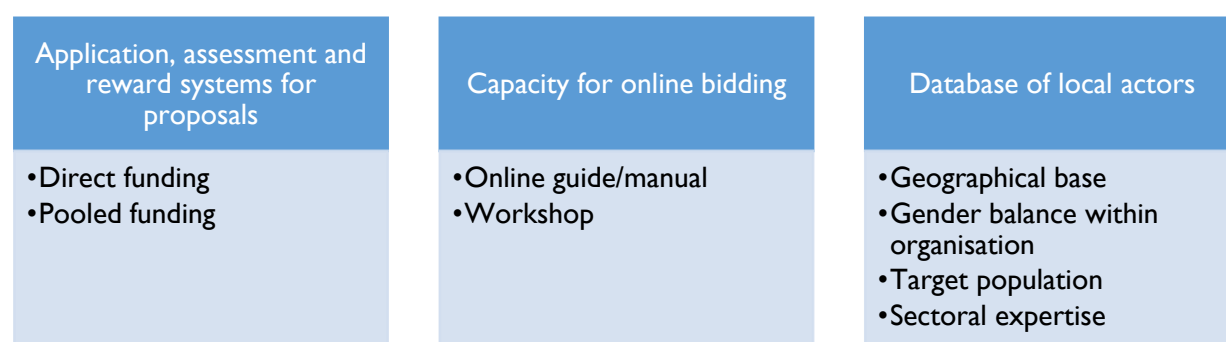 Application, assessment and
reward systems for
proposals
•Direct funding
•Pooled funding
Capacity for online bidding
•Online guide/manual
•Workshop
Database of local actors
•Geographical base
•Gender balance within
organisation
•Target population
•Sectoral expertise